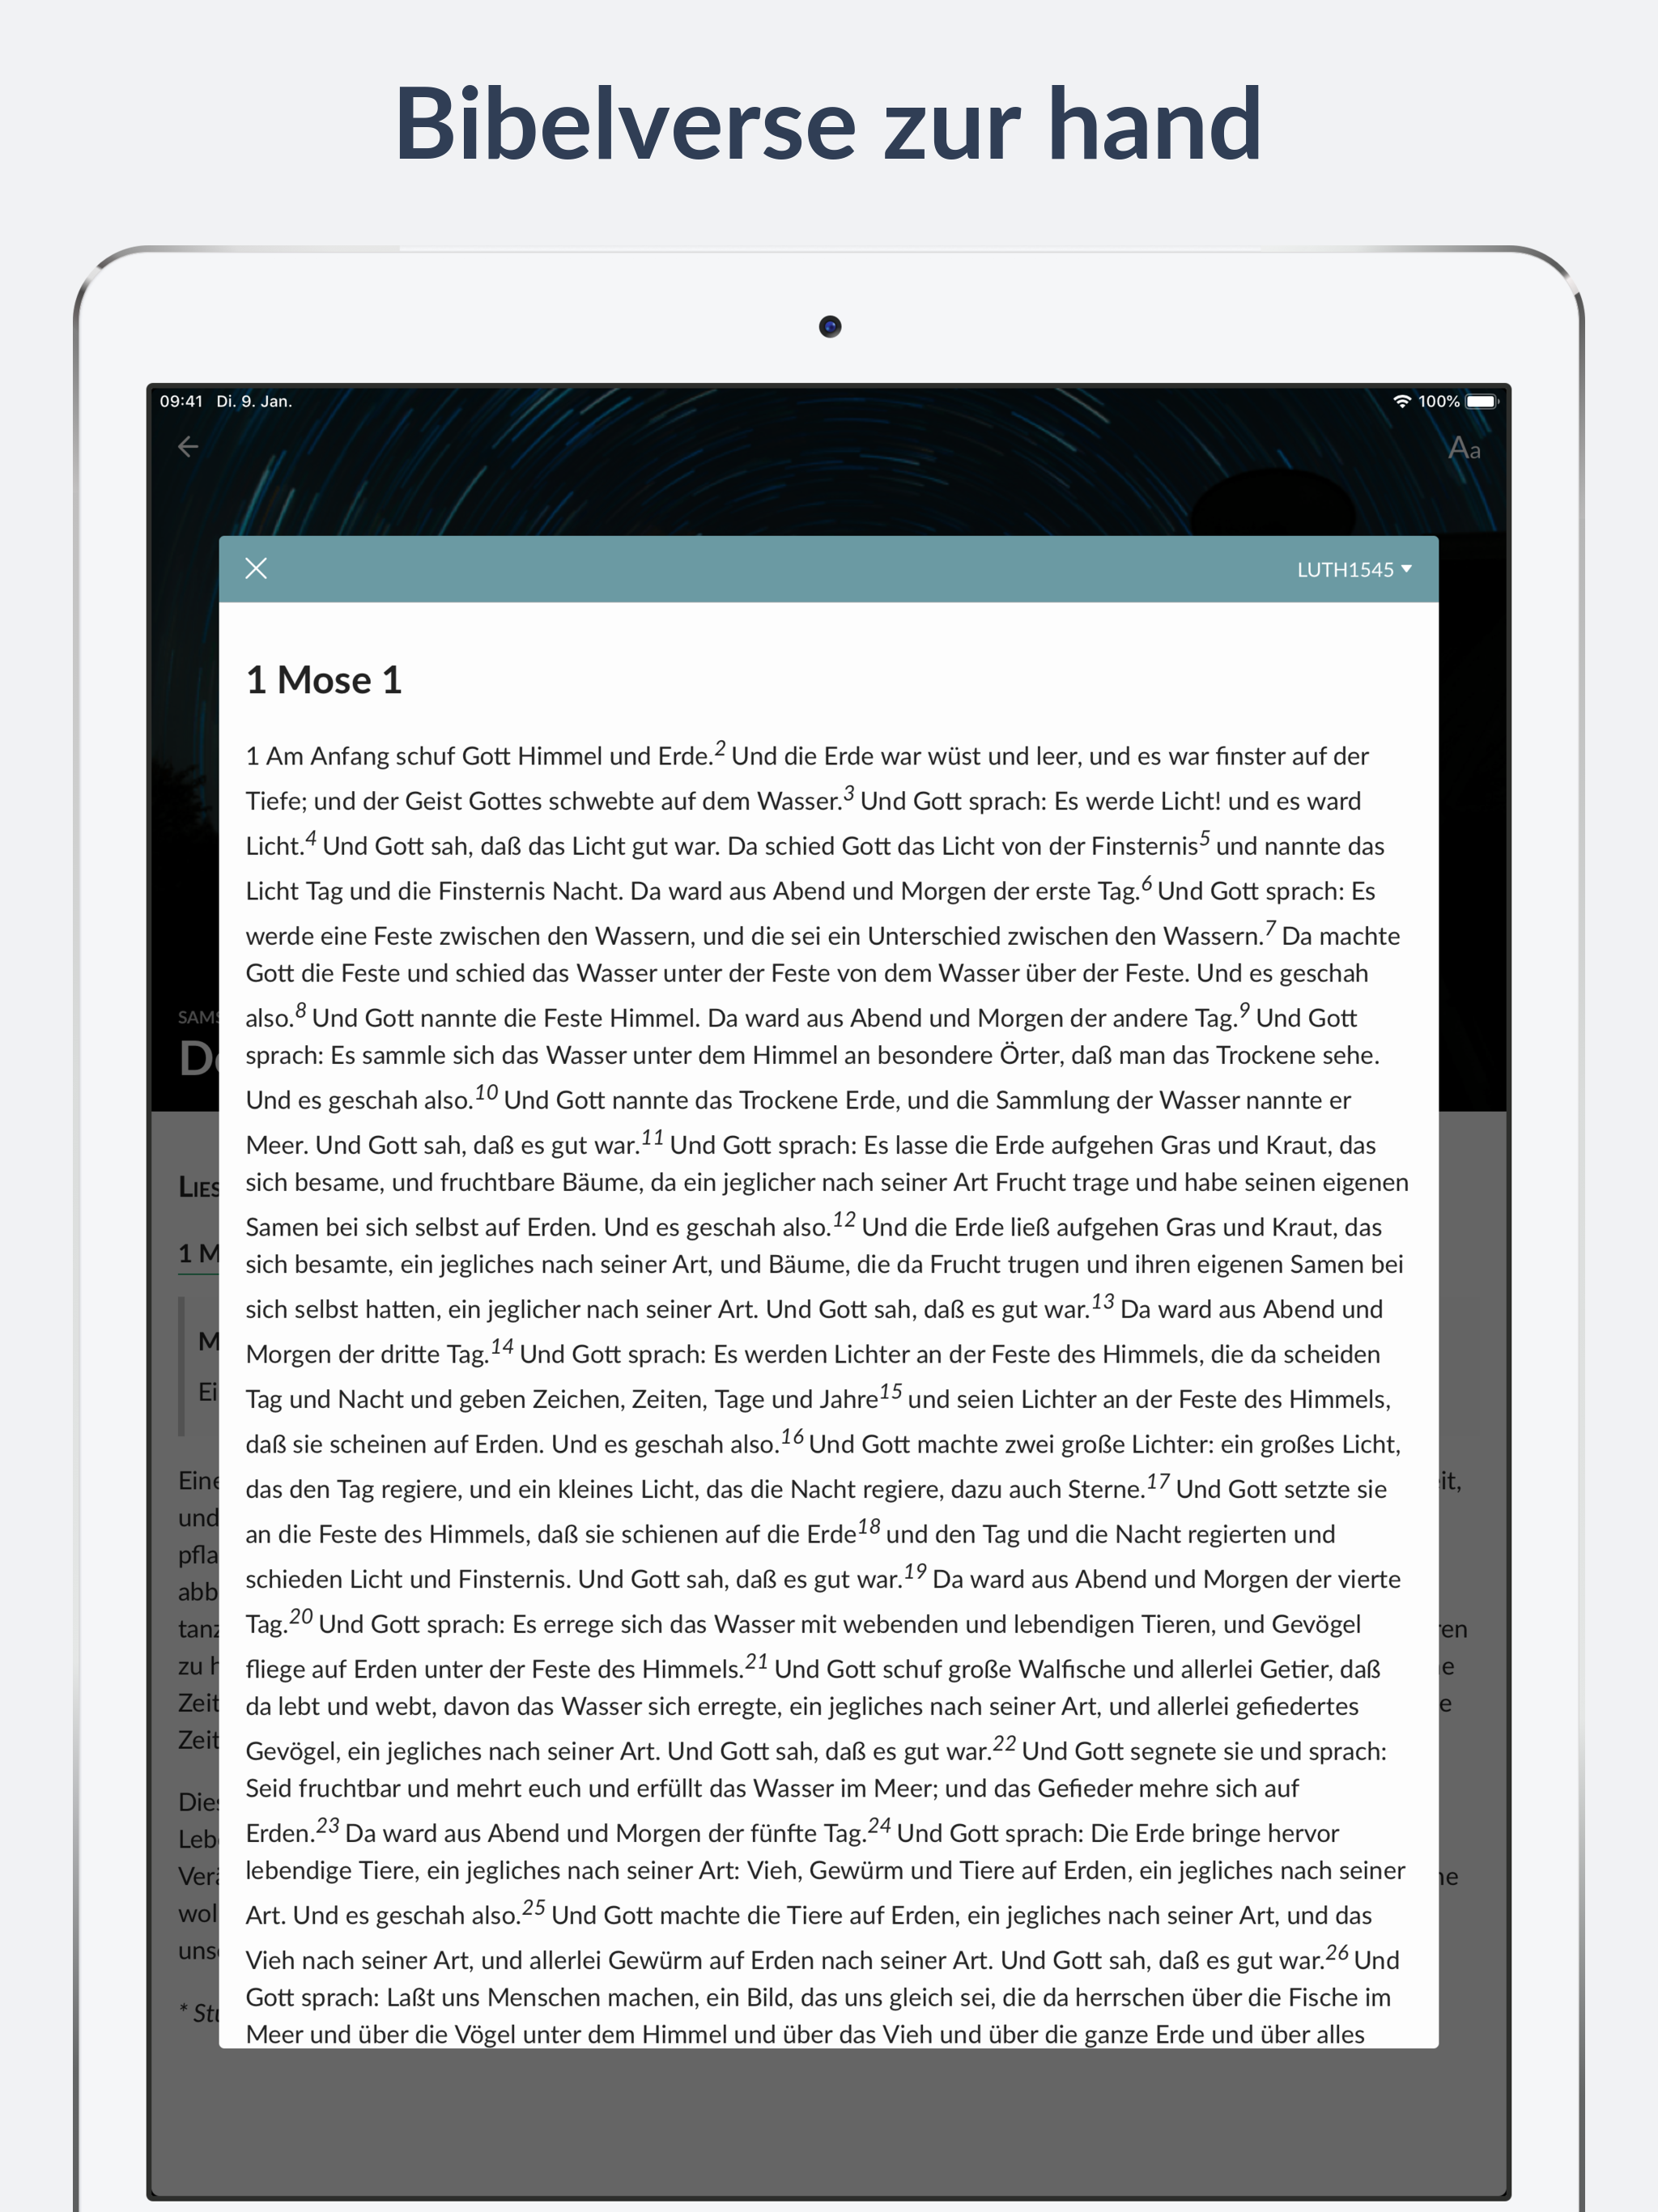 Bibelverse zur hand
09:41 Di. 9. Jan.
100%
Aa
LUTH1545
1 Mose 1
1 Am Anfang schuf Gott Himmel und Erde.2 Und die Erde war wüst und leer, und es war finster auf der
Tiefe; und der Geist Gottes schwebte auf dem Wasser.3 Und Gott sprach: Es werde Licht! und es ward
Licht.4 Und Gott sah, daß das Licht gut war. Da schied Gott das Licht von der Finsternis5 und nannte das
Licht Tag und die Finsternis Nacht. Da ward aus Abend und Morgen der erste Tag.6 Und Gott sprach: Es
werde eine Feste zwischen den Wassern, und die sei ein Unterschied zwischen den Wassern.7 Da machte
Gott die Feste und schied das Wasser unter der Feste von dem Wasser über der Feste. Und es geschah
also.8 Und Gott nannte die Feste Himmel. Da ward aus Abend und Morgen der andere Tag.9 Und Gott
sprach: Es sammle sich das Wasser unter dem Himmel an besondere Örter, daß man das Trockene sehe.
Und es geschah also.10 Und Gott nannte das Trockene Erde, und die Sammlung der Wasser nannte er
Meer. Und Gott sah, daß es gut war.11 Und Gott sprach: Es lasse die Erde aufgehen Gras und Kraut, das
sich besame, und fruchtbare Bäume, da ein jeglicher nach seiner Art Frucht trage und habe seinen eigenen
Samen bei sich selbst auf Erden. Und es geschah also.12 Und die Erde ließ aufgehen Gras und Kraut, das
sich besamte, ein jegliches nach seiner Art, und Bäume, die da Frucht trugen und ihren eigenen Samen bei
sich selbst hatten, ein jeglicher nach seiner Art. Und Gott sah, daß es gut war.13 Da ward aus Abend und
Morgen der dritte Tag.14 Und Gott sprach: Es werden Lichter an der Feste des Himmels, die da scheiden
Tag und Nacht und geben Zeichen, Zeiten, Tage und Jahre15 und seien Lichter an der Feste des Himmels,
daß sie scheinen auf Erden. Und es geschah also.16 Und Gott machte zwei große Lichter: ein großes Licht,
das den Tag regiere, und ein kleines Licht, das die Nacht regiere, dazu auch Sterne.17 Und Gott setzte sie
an die Feste des Himmels, daß sie schienen auf die Erde18 und den Tag und die Nacht regierten und
schieden Licht und Finsternis. Und Gott sah, daß es gut war.19 Da ward aus Abend und Morgen der vierte
Tag.20 Und Gott sprach: Es errege sich das Wasser mit webenden und lebendigen Tieren, und Gevögel
fliege auf Erden unter der Feste des Himmels.21 Und Gott schuf große Walfische und allerlei Getier, daß
da lebt und webt, davon das Wasser sich erregte, ein jegliches nach seiner Art, und allerlei gefiedertes
Gevögel, ein jegliches nach seiner Art. Und Gott sah, daß es gut war.22 Und Gott segnete sie und sprach:
Seid fruchtbar und mehrt euch und erfüllt das Wasser im Meer; und das Gefieder mehre sich auf
Erden.23 Da ward aus Abend und Morgen der fünfte Tag.24 Und Gott sprach: Die Erde bringe hervor
lebendige Tiere, ein jegliches nach seiner Art: Vieh, Gewürm und Tiere auf Erden, ein jegliches nach seiner
Art. Und es geschah also.25 Und Gott machte die Tiere auf Erden, ein jegliches nach seiner Art, und das
Vieh nach seiner Art, und allerlei Gewürm auf Erden nach seiner Art. Und Gott sah, daß es gut war.26 Und
Gott sprach: Laßt uns Menschen machen, ein Bild, das uns gleich sei, die da herrschen über die Fische im
Meer und über die Vögel unter dem Himmel und über das Vieh und über die ganze Erde und über alles